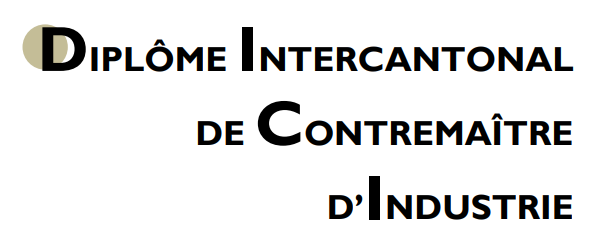 Diplôme Intercantonal
de Contremaître
d’Industrie